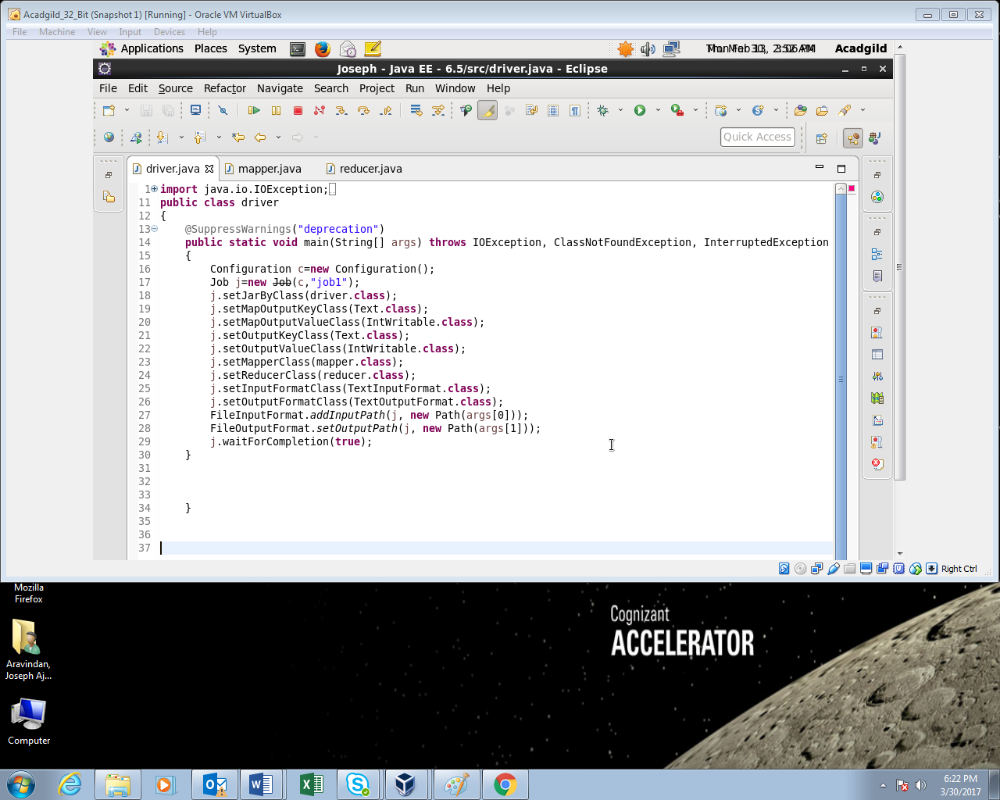 Acadgild_32_Bit (Snapshot 1) [Running] - Oracle VM VirtualBox
File Machine View Input Devices Help
Applications Places System
Acadgild
Joseph - Java EE - 6.5/src/driver.java - Eclipse
File Edit Source Refactor Navigate Search Project Run Window Help
Quick Access
driver.java mapper.java reducer.java
1 import java.io.IOException;
11 public class driver
12 {
13 @SuppressWarnings("deprecation")
14 public static void main(String[] args) throws IOException, ClassNotFoundException, InterruptedException
15 {
16 Configuration c=new Configuration();
17 Job j=new Job(c,"job1");
18 j.setJarByClass(driver.class);
19 j.setMapOutputKeyClass(Text.class);
20 j.setMapOutputValueClass(IntWritable.class);
21 j.setOutputKeyClass(Text.class);
22 j.setOutputValueClass(IntWritable.class);
23 j.setMapperClass(mapper.class);
24 j.setReducerClass(reducer.class);
25 j.setInputFormatClass(TextInputFormat.class);
26 j.setOutputFormatClass(TextOutputFormat.class);
27 FileInputFormat.addInputPath(j, new Path(args[0]));
28 FileOutputFormat.setOutputPath(j, new Path(args[1]));
29 j.waitForCompletion(true);
30 }
31
32
33
34 }
35
36
37
Right Ctrl
Mozilla
Firefox
Cognizant
ACCELERATOR
Aravindan,
Joseph Aj...
Computer
6:22 PM
3/30/2017